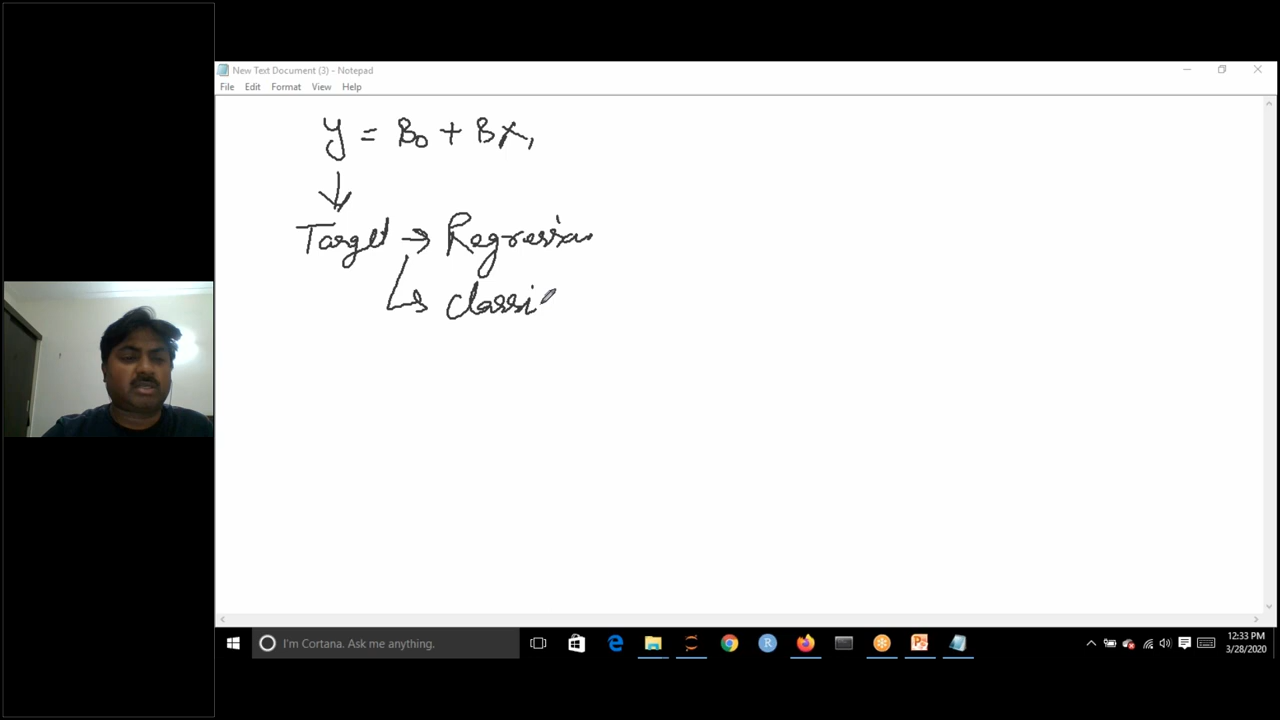 New Text Document (3) - Notepad
File Edit Format View Help
y = B0 + BX1
Target → Regression
↳ classi
I'm Cortana. Ask me anything.
12:33 PM
3/28/2020